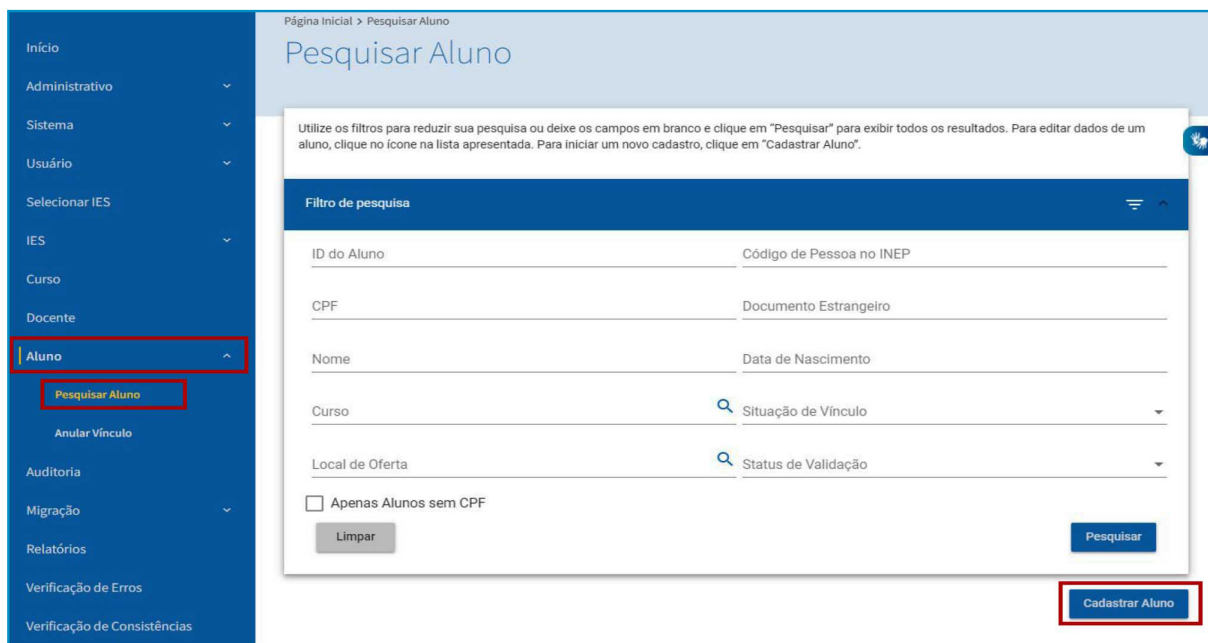 Início
Administrativo
Sistema
Usuário
Selecionar IES
IES
Curso
Docente
Aluno
Pesquisar Aluno
Anular Vínculo
Auditoria
Migração
Relatórios
Verificação de Erros
Verificação de Consistências
Página Inicial > Pesquisar Aluno
Pesquisar Aluno
Utilize os filtros para reduzir sua pesquisa ou deixe os campos em branco e clique em "Pesquisar" para exibir todos os resultados. Para editar dados de um
aluno, clique no ícone na lista apresentada. Para iniciar um novo cadastro, clique em "Cadastrar Aluno".
Filtro de pesquisa
ID do Aluno
Código de Pessoa no INEP
CPF
Documento Estrangeiro
Nome
Data de Nascimento
Curso
Situação de Vínculo
Local de Oferta
Status de Validação
Apenas Alunos sem CPF
Limpar
Pesquisar
Cadastrar Aluno